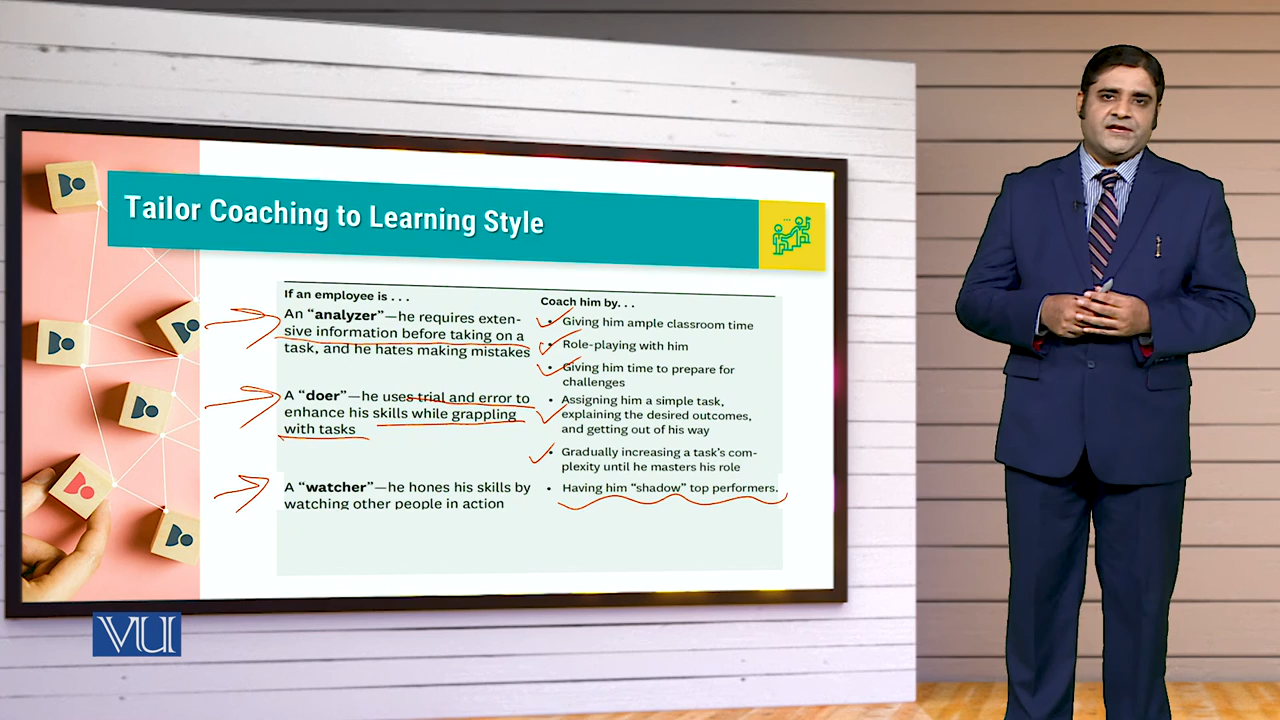 Tailor Coaching to Learning Style
If an employee is . . .
An “analyzer”—he requires exten-
sive information before taking on a
task, and he hates making mistakes
A “doer”—he uses trial and error to
enhance his skills while grappling
with tasks
A “watcher”—he hones his skills by
watching other people in action
Coach him by. . .
• Giving him ample classroom time
• Role-playing with him
• Giving him time to prepare for
challenges
• Assigning him a simple task,
explaining the desired outcomes,
and getting out of his way
• Gradually increasing a task’s com-
plexity until he masters his role
• Having him “shadow” top performers.
VU